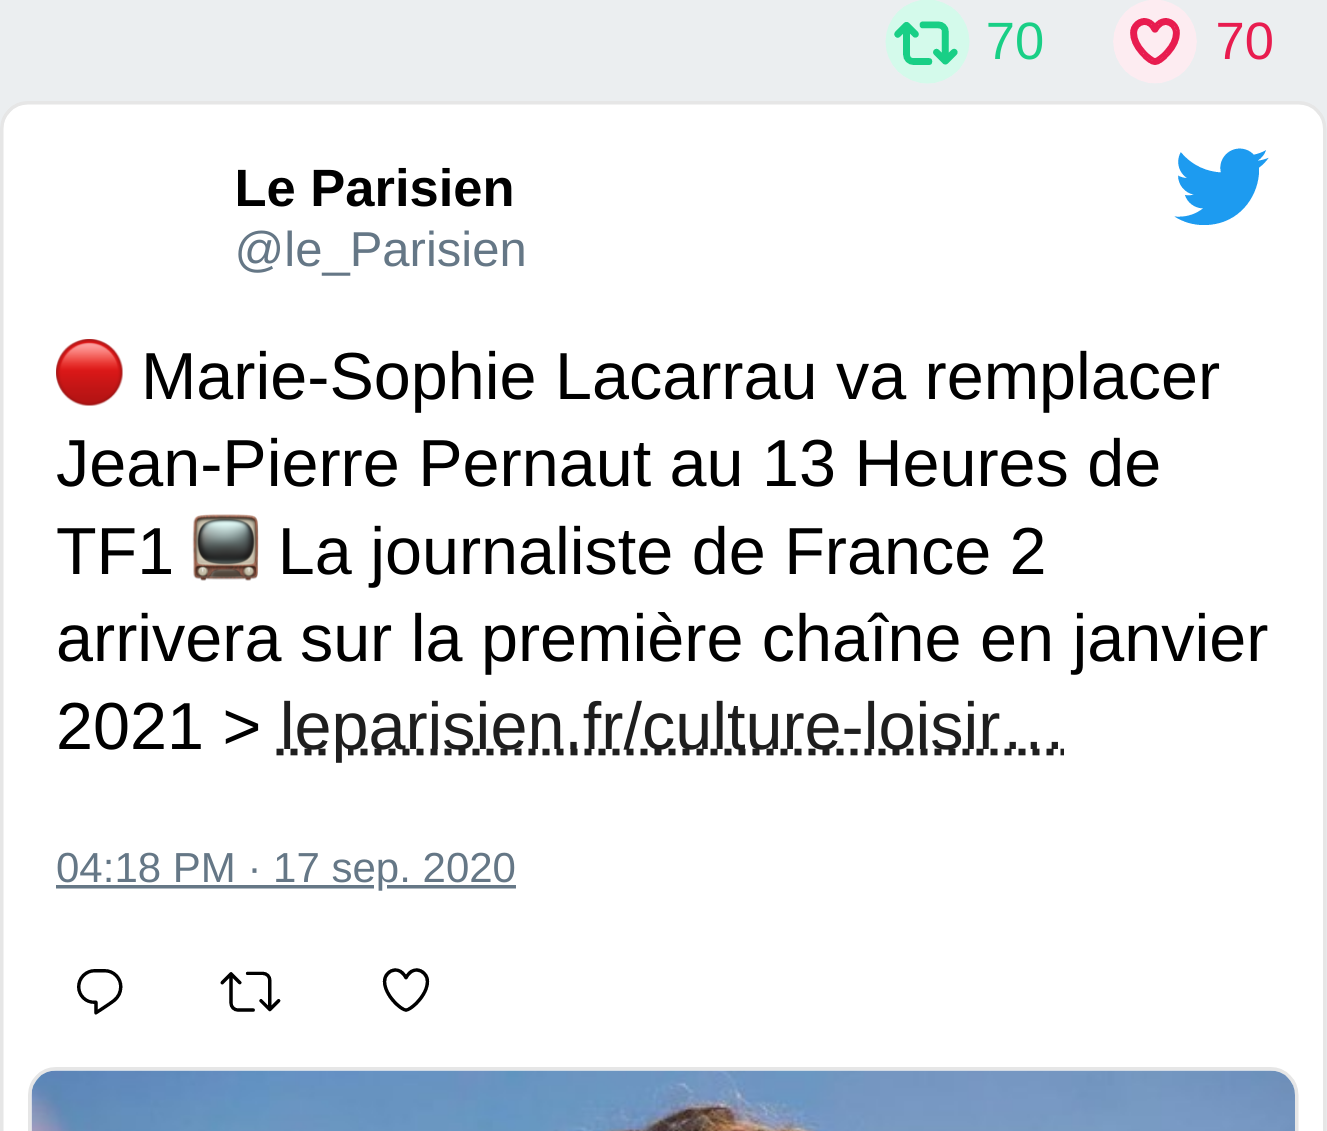 70 70
Le Parisien
@le_Parisien
🔴 Marie-Sophie Lacarrau va remplacer
Jean-Pierre Pernaut au 13 Heures de
TF1 📺 La journaliste de France 2
arrivera sur la première chaîne en janvier
2021 > leparisien.fr/culture-loisir…
04:18 PM · 17 sep. 2020